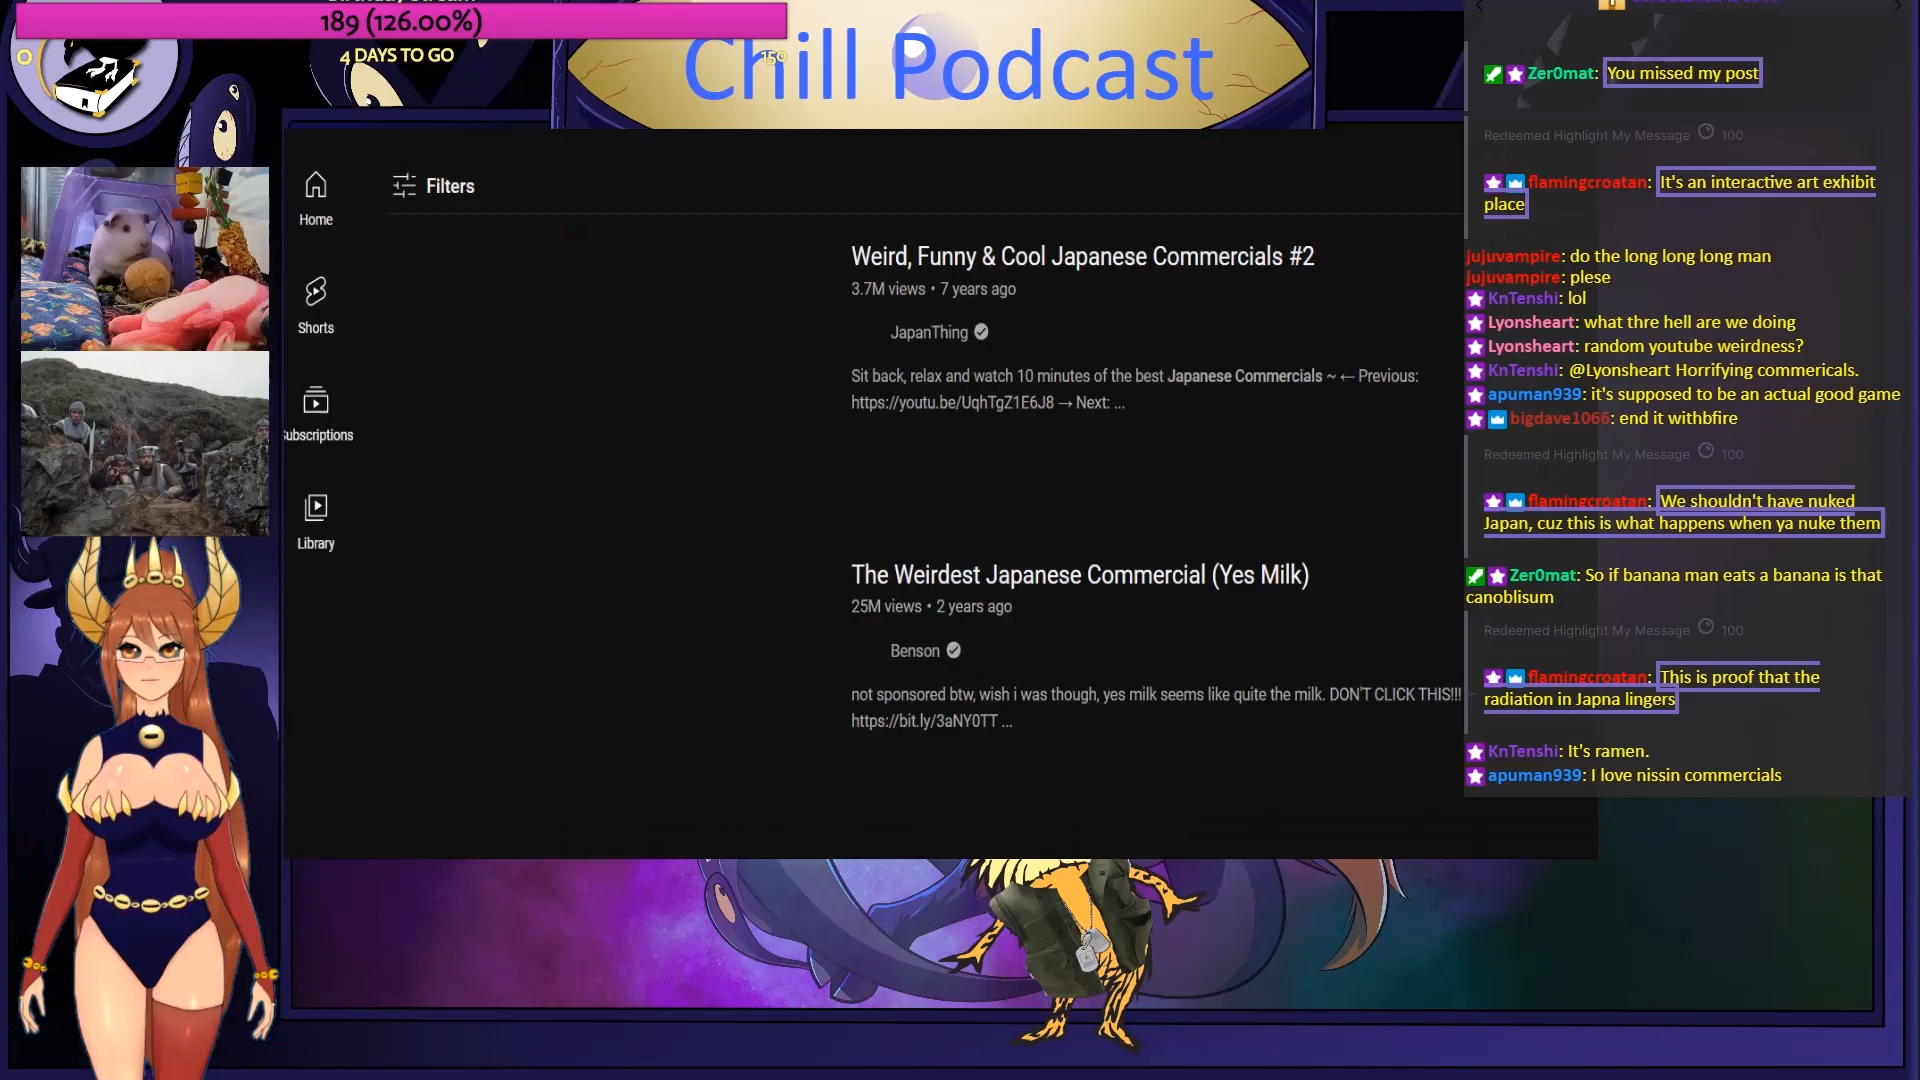 189 (126.00%)
4 DAYS TO GO
150
Chill Podcast
Home
Shorts
Subscriptions
Library
Filters
Weird, Funny & Cool Japanese Commercials #2
3.7M views • 7 years ago
JapanThing
Sit back, relax and watch 10 minutes of the best Japanese Commercials ~ ← Previous:
https://youtu.be/UqhTgZ1E6J8 → Next: ...
The Weirdest Japanese Commercial (Yes Milk)
25M views • 2 years ago
Benson
not sponsored btw, wish i was though, yes milk seems like quite the milk. DON'T CLICK THIS!!!
https://bit.ly/3aNY0TT ...
Zer0mat: You missed my post
Redeemed Highlight My Message 100
flamingcroatan: It's an interactive art exhibit
place
jujuvampire: do the long long long man
jujuvampire: plese
KnTenshi: lol
Lyonsheart: what thre hell are we doing
Lyonsheart: random youtube weirdness?
KnTenshi: @Lyonsheart Horrifying commericals.
apuman939: it's supposed to be an actual good game
bigdave1066: end it withbfire
Redeemed Highlight My Message 100
flamingcroatan: We shouldn't have nuked
Japan, cuz this is what happens when ya nuke them
Zer0mat: So if banana man eats a banana is that
canoblisum
Redeemed Highlight My Message 100
flamingcroatan: This is proof that the
radiation in Japna lingers
KnTenshi: It's ramen.
apuman939: I love nissin commercials